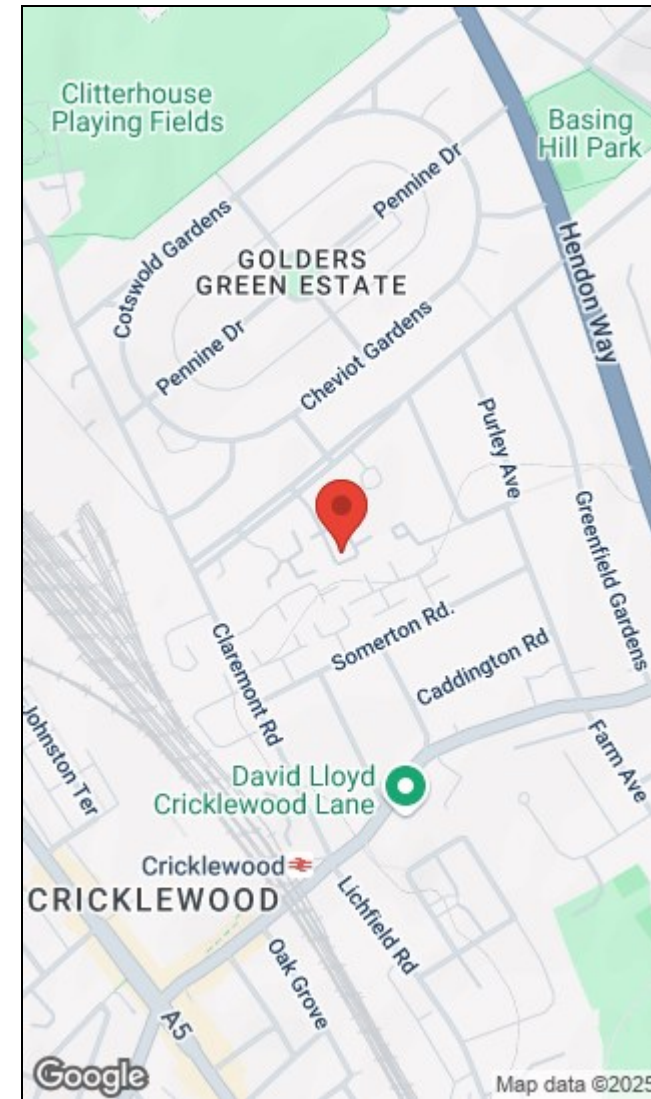 Clitterhouse
Playing Fields
Basing
Hill Park
Pennine Dr
Cotswold Gardens
GOLDERS
GREEN ESTATE
Hendon Way
Pennine Dr
Cheviot Gardens
Purley Ave
Greenfield Gardens
Somerton Rd.
Claremont Rd
Caddington Rd
Johnston Ter
Farm Ave
David Lloyd
Cricklewood Lane
Cricklewood
CRICKLEWOOD
Lichfield Rd
Oak Grove
A5
Google
Map data ©2025